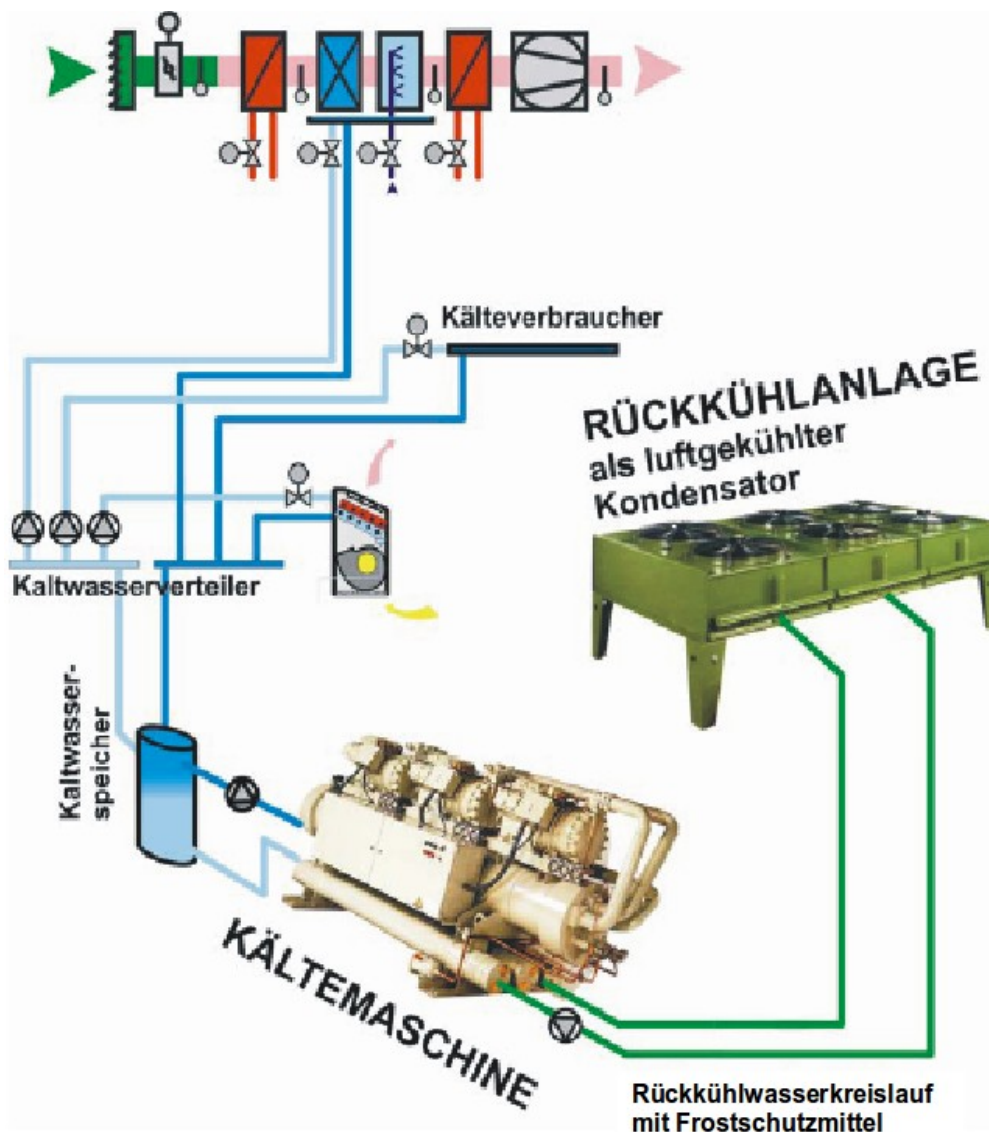 Kälteverbraucher
RÜCKKÜHLANLAGE
als luftgekühlter
Kondensator
Kaltwasserverteiler
Kaltwasser-
speicher
KÄLTEMASCHINE
Rückkühlwasserkreislauf
mit Frostschutzmittel